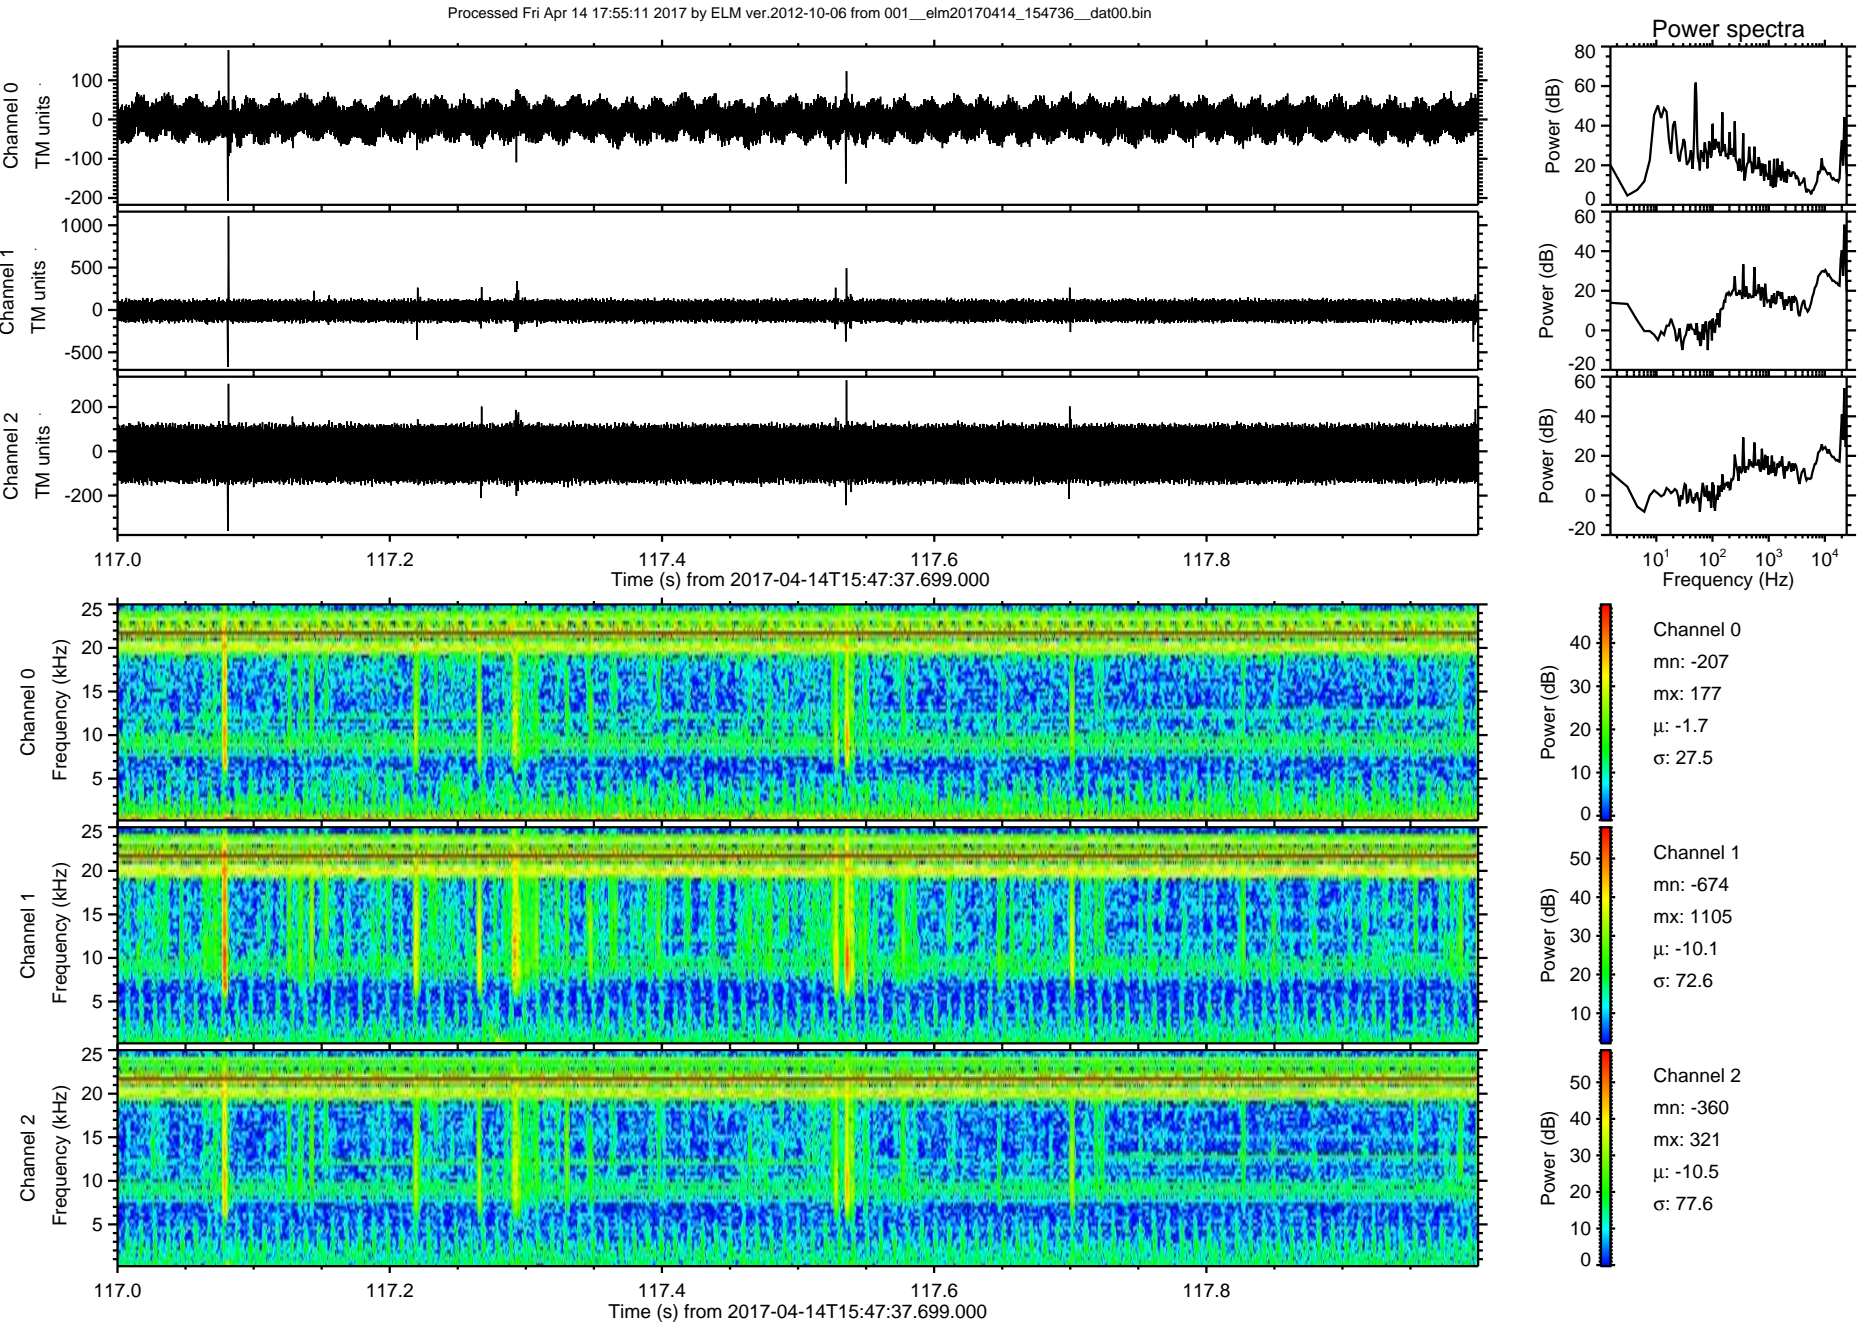 Processed Fri Apr 14 17:55:11 2017 by ELM ver.2012-10-06 from 001__elm20170414_154736__dat00.bin
Power spectra
Channel 0
TM units
100
0
-100
-200
Power (dB)
80
60
40
20
0
Channel 1
TM units
1000
500
0
-500
Power (dB)
60
40
20
0
-20
Channel 2
TM units
200
0
-200
Power (dB)
60
40
20
0
-20
117.0 117.2 117.4 117.6 117.8
Time (s) from 2017-04-14T15:47:37.699.000
10¹ 10² 10³ 10⁴
Frequency (Hz)
Channel 0
Frequency (kHz)
25
20
15
10
5
Power (dB)
40
30
20
10
0
Channel 0
mn: -207
mx: 177
μ: -1.7
σ: 27.5
Channel 1
Frequency (kHz)
25
20
15
10
5
Power (dB)
50
40
30
20
10
Channel 1
mn: -674
mx: 1105
μ: -10.1
σ: 72.6
Channel 2
Frequency (kHz)
25
20
15
10
5
Power (dB)
50
40
30
20
10
0
Channel 2
mn: -360
mx: 321
μ: -10.5
σ: 77.6
117.0 117.2 117.4 117.6 117.8
Time (s) from 2017-04-14T15:47:37.699.000